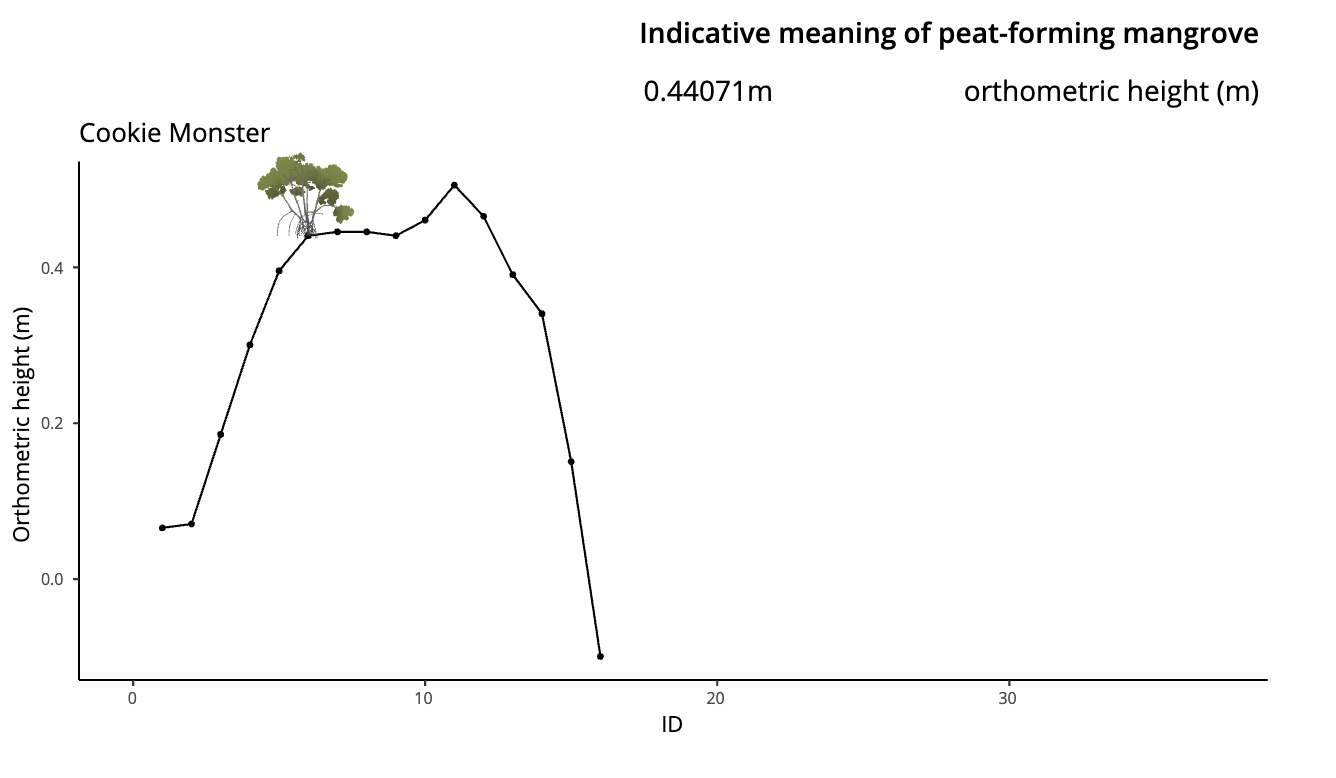 Indicative meaning of peat-forming mangrove
0.44071m orthometric height (m)
Cookie Monster
Orthometric height (m)
0.4
0.2
0.0
0 10 20 30
ID